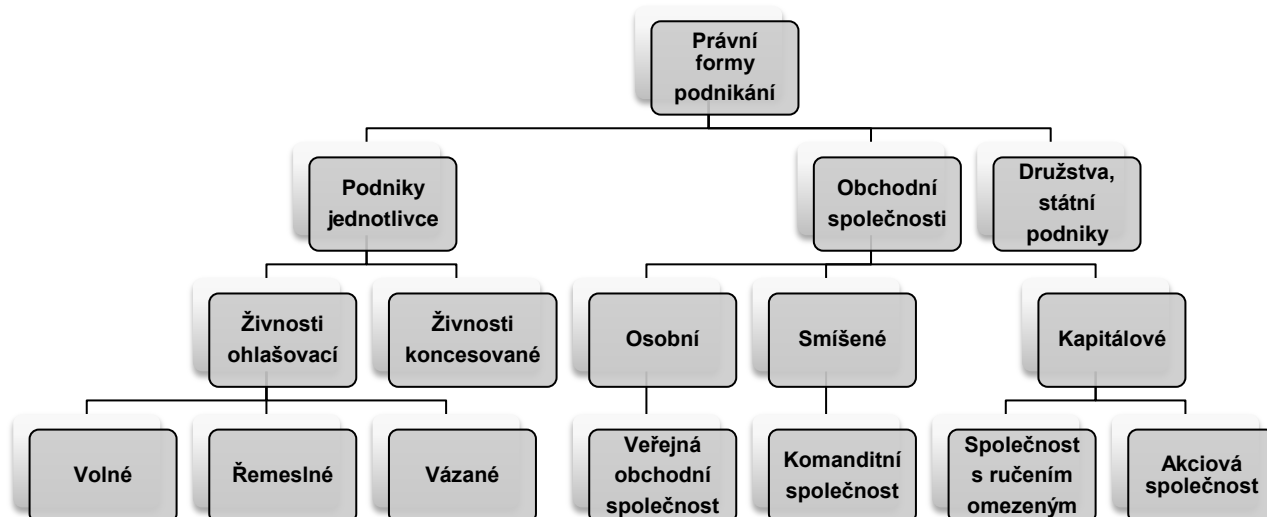 Právní
formy
podnikání
Podniky
jednotlivce
Obchodní
společnosti
Družstva,
státní
podniky
Živnosti
ohlašovací
Živnosti
koncesované
Osobní
Smíšené
Kapitálové
Volné
Řemeslné
Vázané
Veřejná
obchodní
společnost
Komanditní
společnost
Společnost
s ručením
omezeným
Akciová
společnost